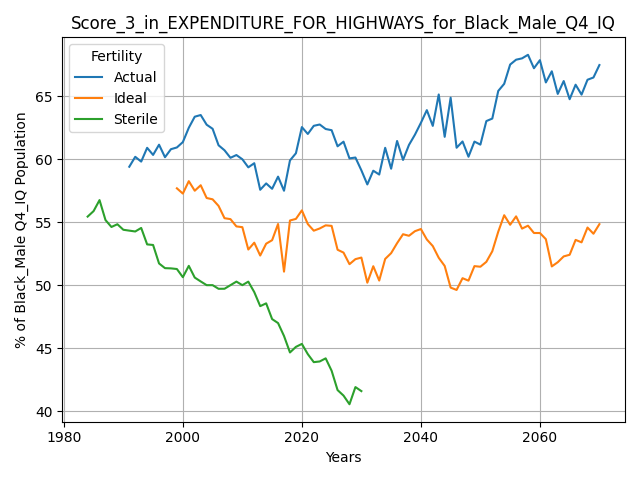 Score_3_in_EXPENDITURE_FOR_HIGHWAYS_for_Black_Male_Q4_IQ
Fertility
Actual
Ideal
Sterile
% of Black_Male Q4_IQ Population
65
60
55
50
45
40
1980
2000
2020
2040
2060
Years